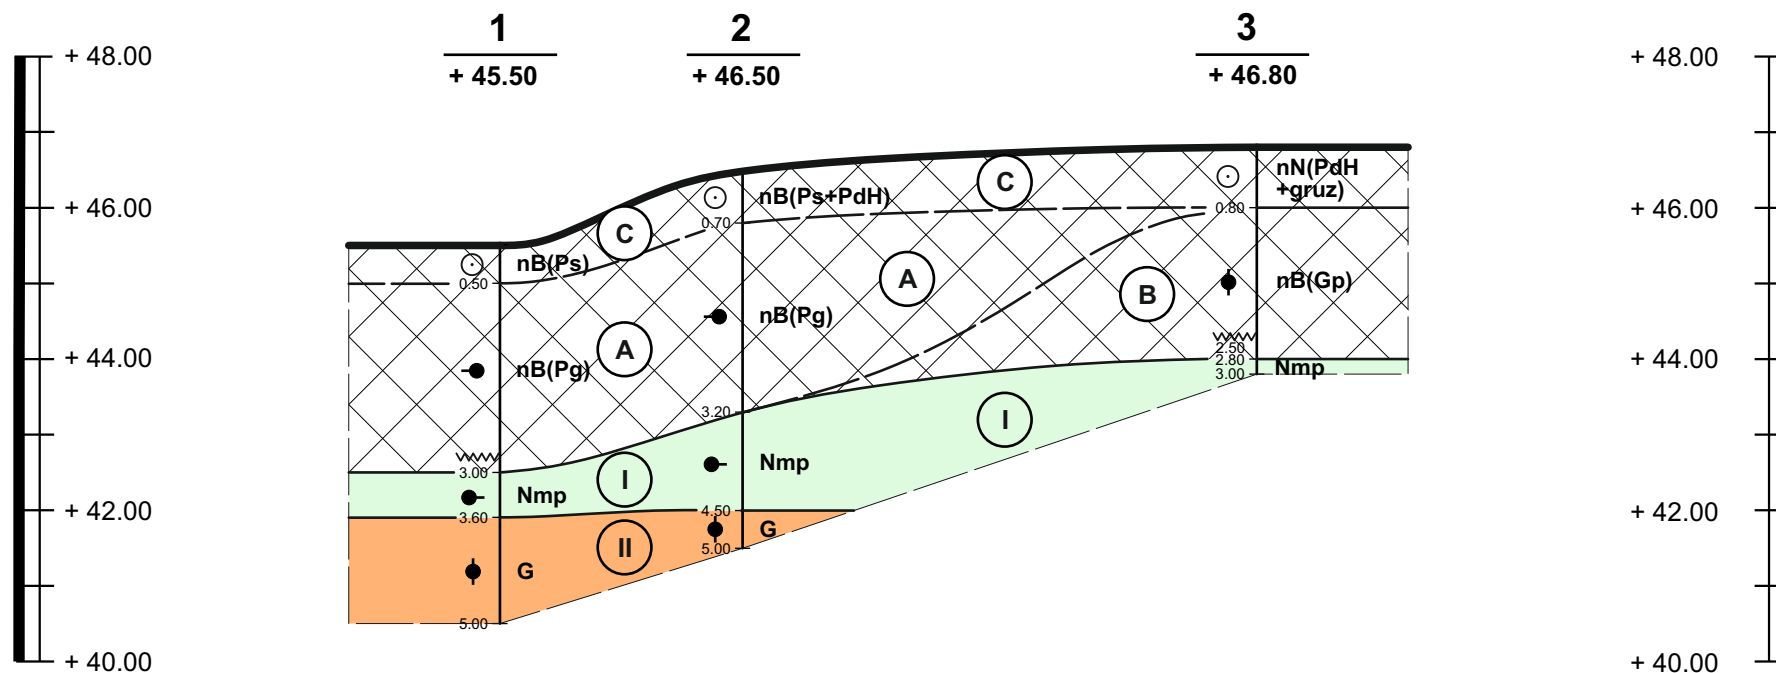 1 2 3
+ 48.00 + 45.50 + 46.50 + 46.80 + 48.00
nN(PdH
+gruz)
C
nB(Ps+PdH)
+ 46.00 0.80 + 46.00
0.70
C
nB(Ps)
0.50
A nB(Gp)
B
nB(Pg)
2.50
A
+ 44.00 2.80 + 44.00
nB(Pg) 3.00 Nmp
3.20
I
Nmp
3.00
I
Nmp
+ 42.00 3.60 4.50 + 42.00
G
II
5.00
G
5.00
+ 40.00 + 40.00